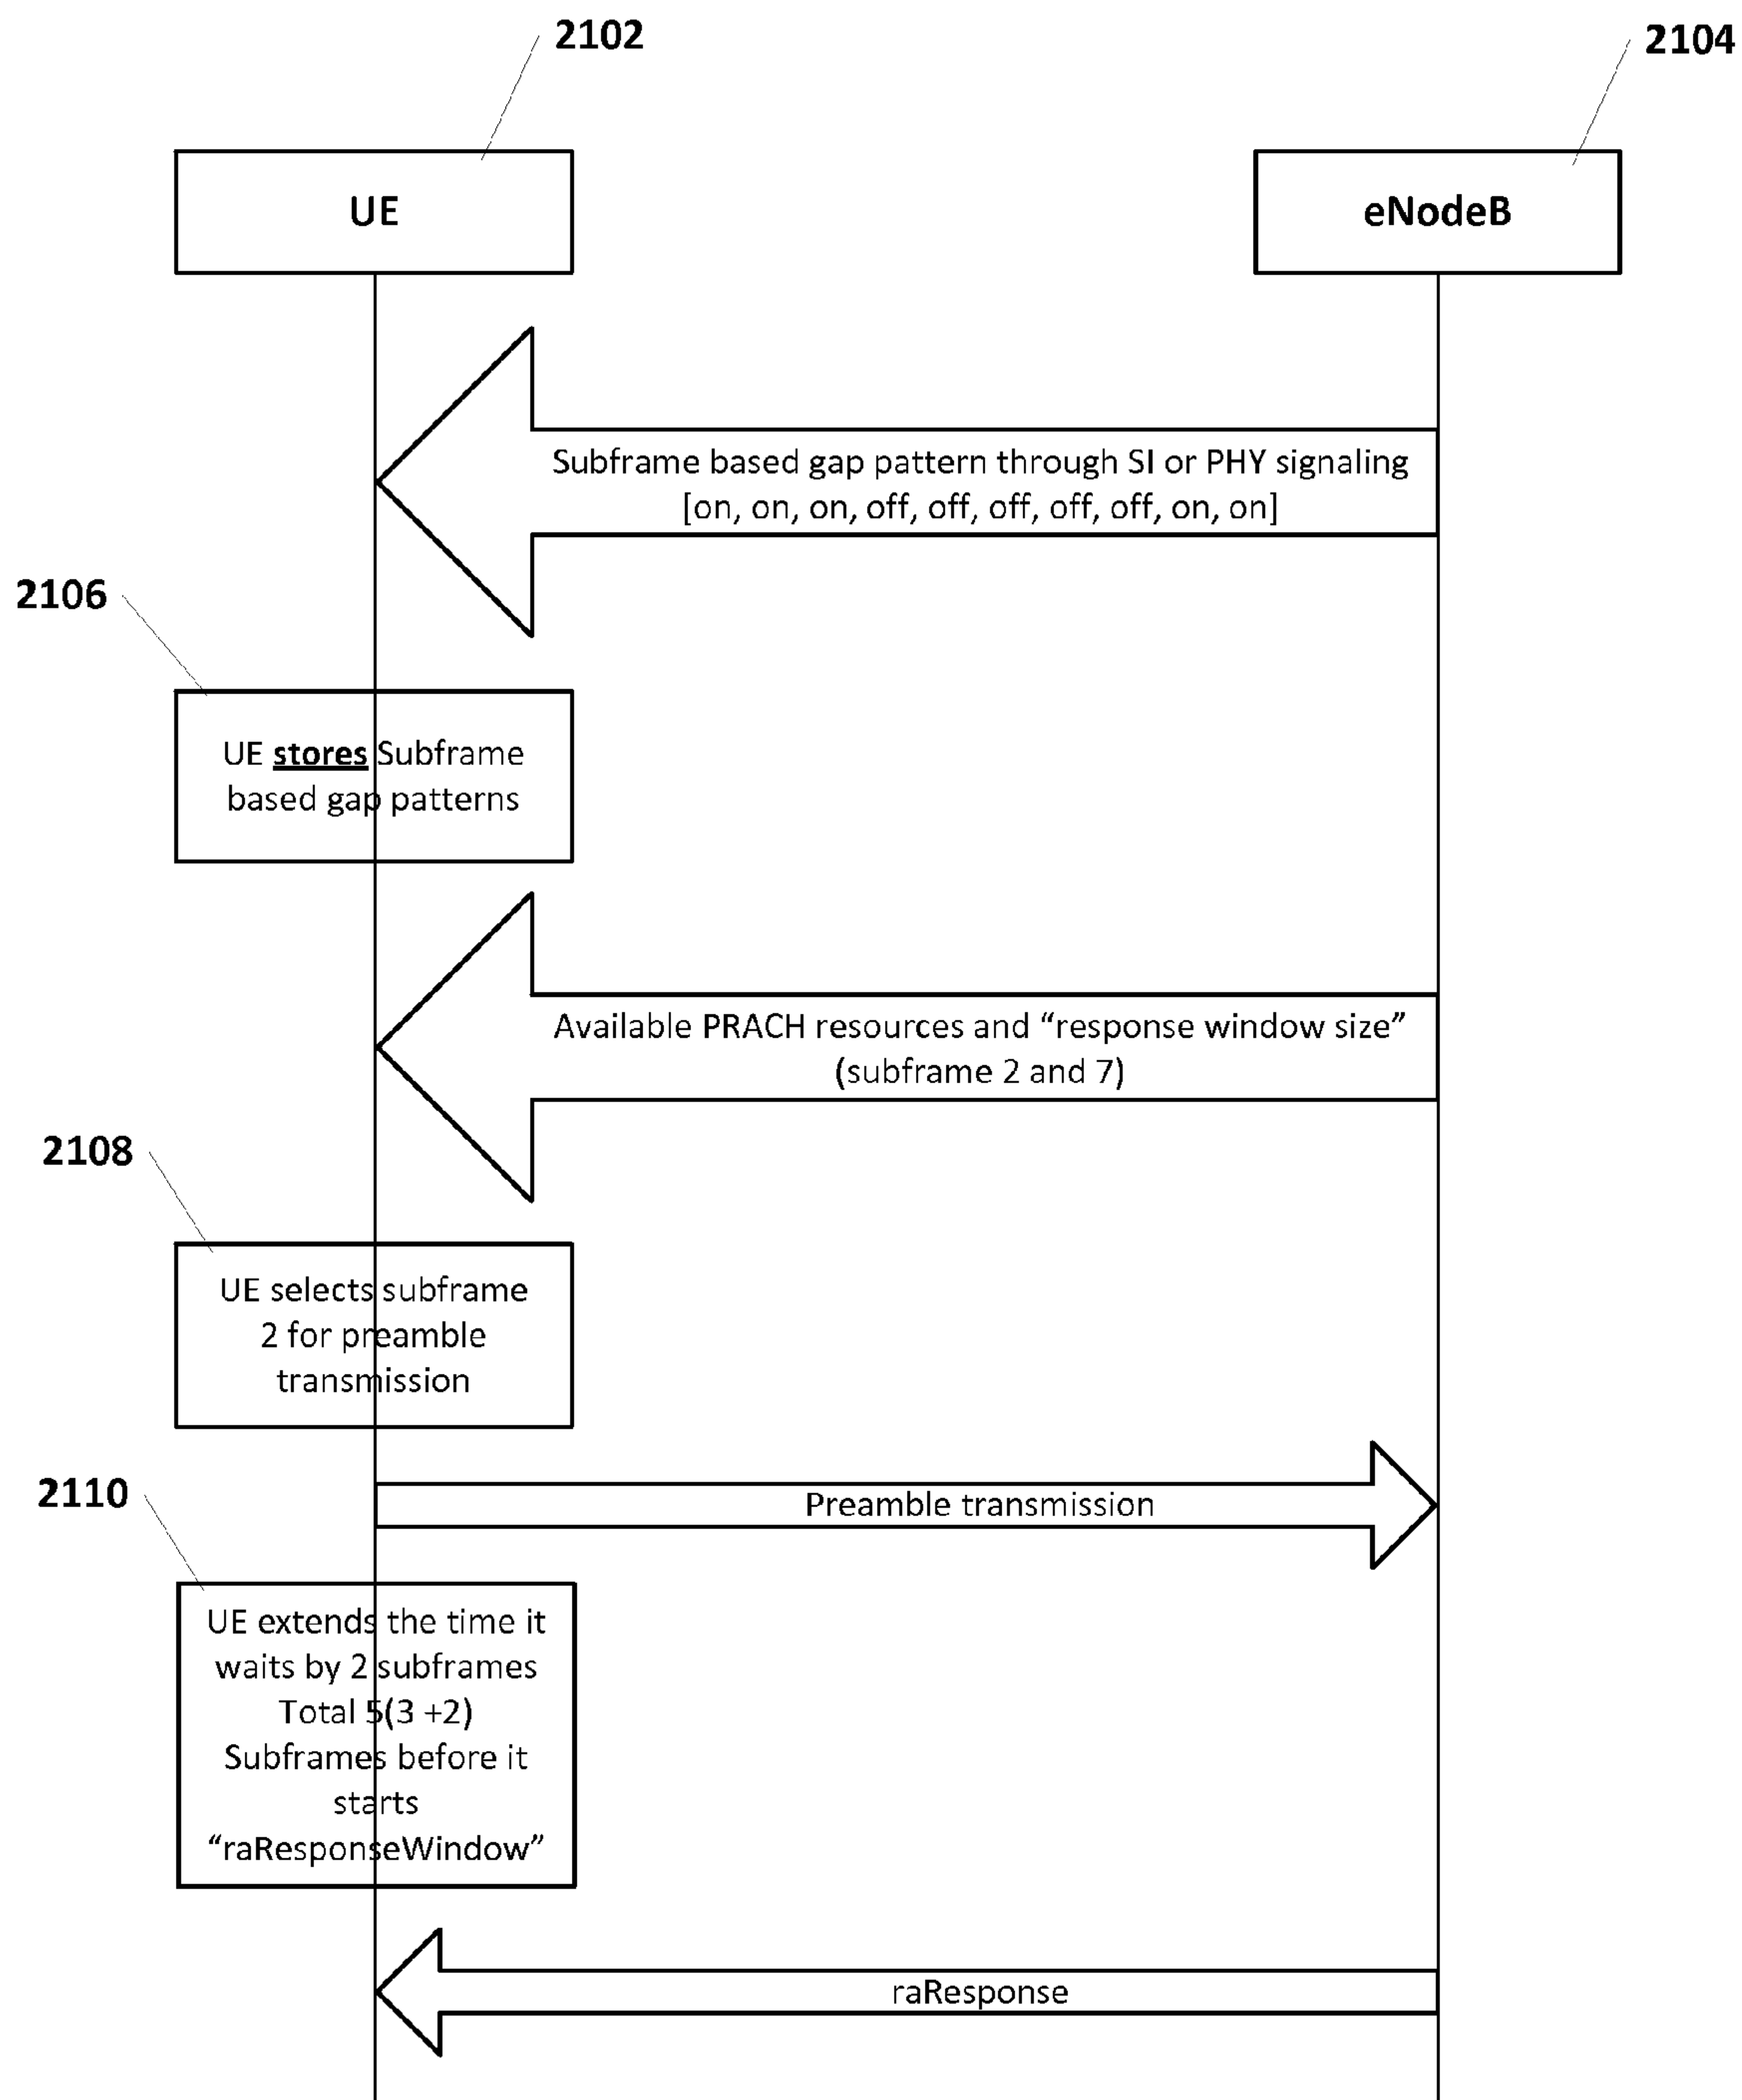 2102
2104
UE
eNodeB
Subframe based gap pattern through SI or PHY signaling
[on, on, on, off, off, off, off, off, on, on]
2106
UE stores Subframe
based gap patterns
Available PRACH resources and “response window size”
(subframe 2 and 7)
2108
UE selects subframe
2 for preamble
transmission
2110
Preamble transmission
UE extends the time it
waits by 2 subframes
Total 5(3 +2)
Subframes before it
starts
“raResponseWindow”
raResponse